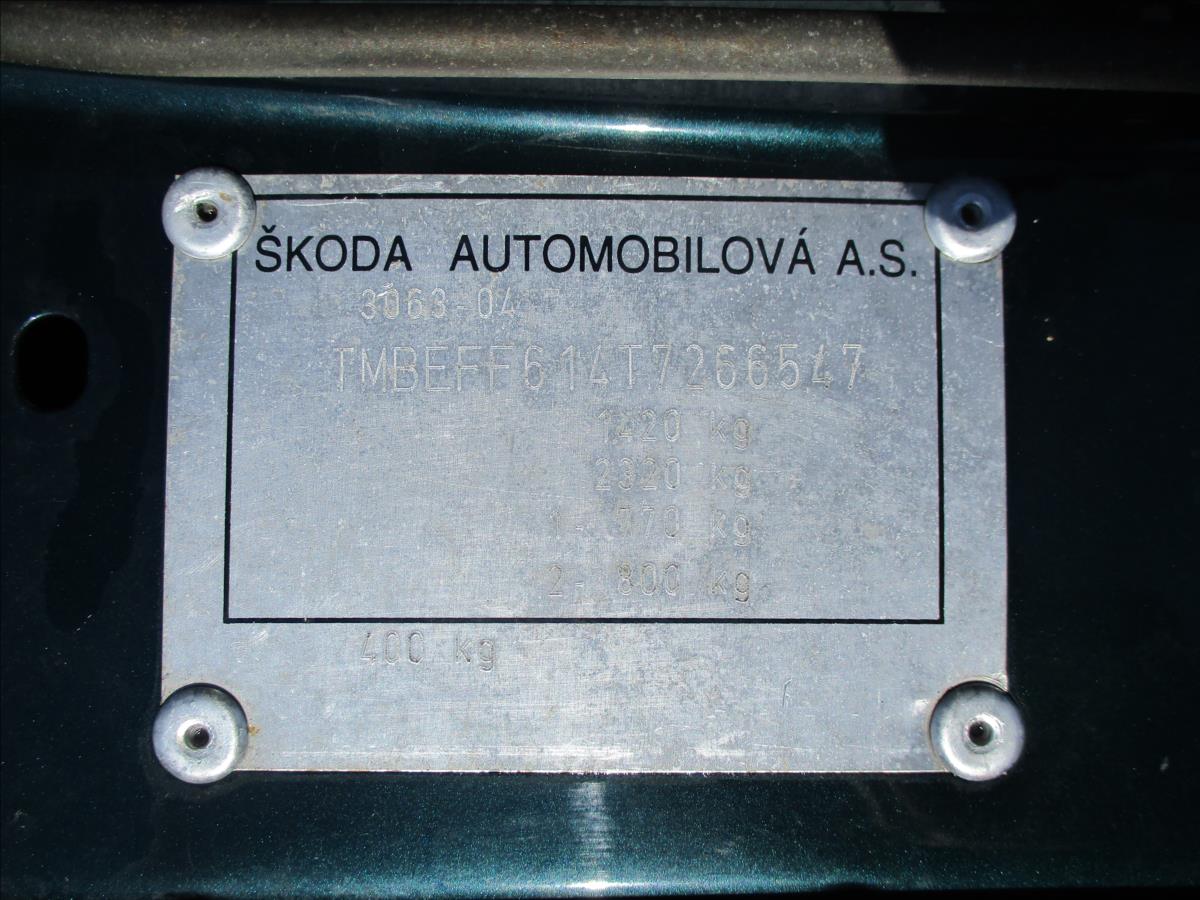 ŠKODA AUTOMOBILOVÁ A.S.
3063-04
TMBEFF614T7266547
1420 kg
2320 kg
1- 770 kg
2- 800 kg
400 kg